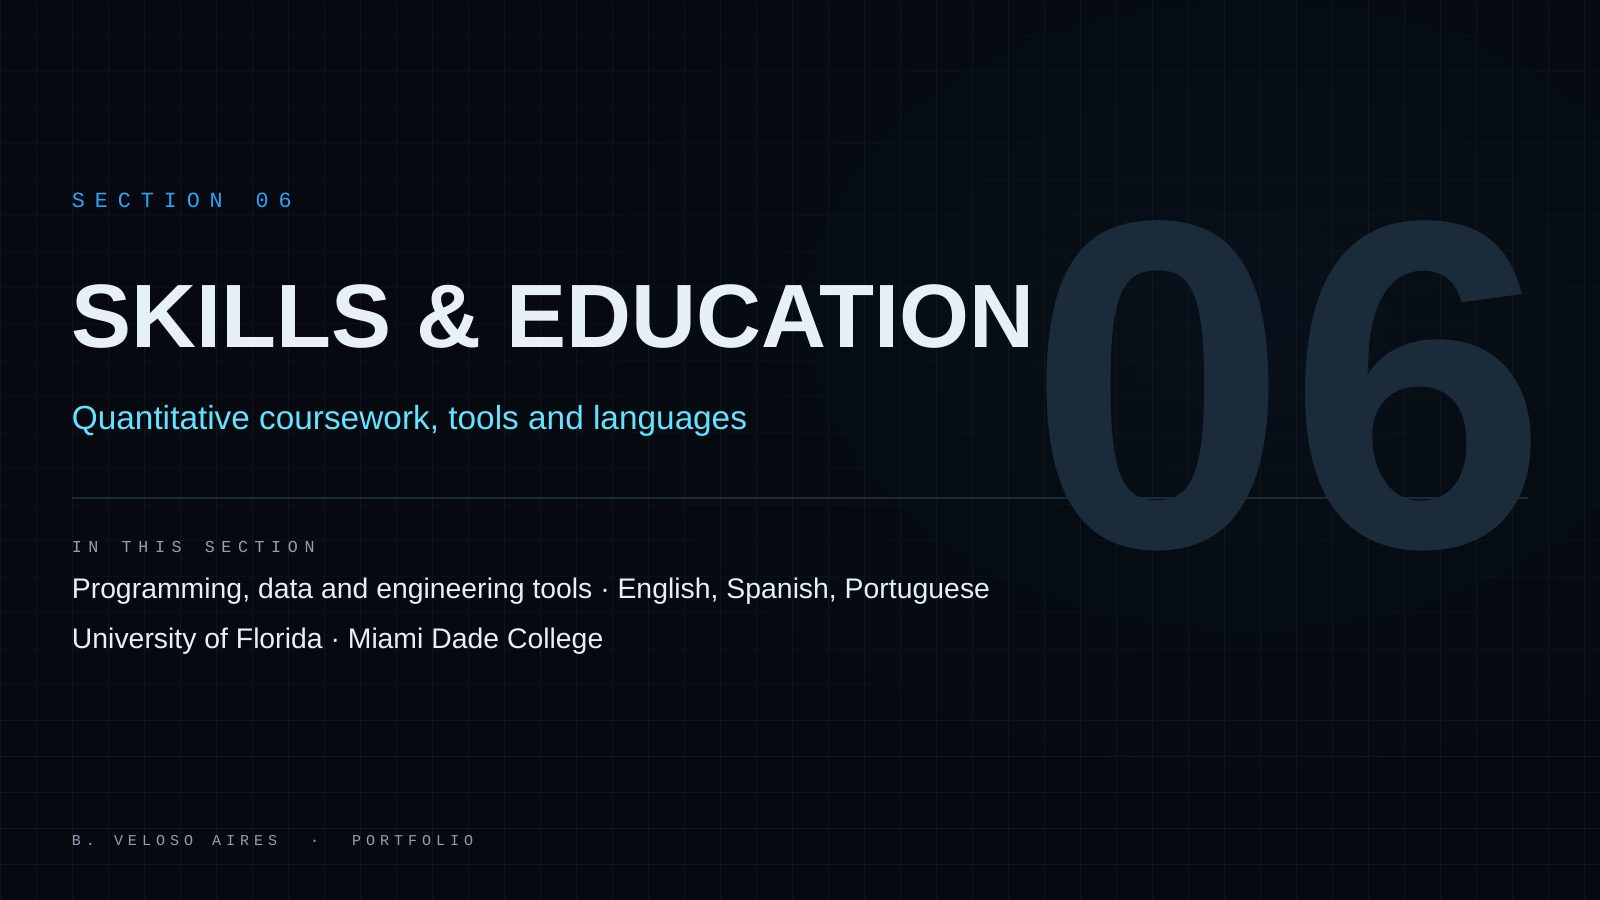 SECTION 06
SKILLS & EDUCATION
06
Quantitative coursework, tools and languages
IN THIS SECTION
Programming, data and engineering tools · English, Spanish, Portuguese
University of Florida · Miami Dade College
B. VELOSO AIRES · PORTFOLIO